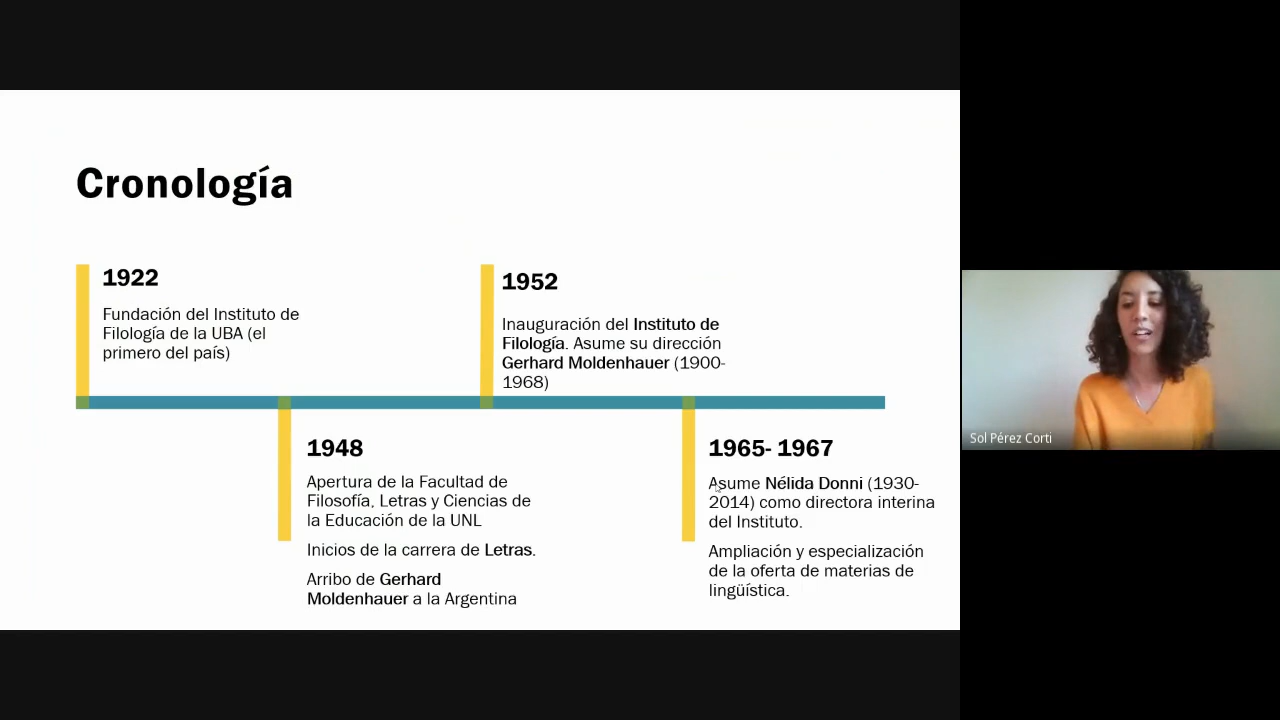 Cronología
1922
Fundación del Instituto de
Filología de la UBA (el
primero del país)
1952
Inauguración del Instituto de
Filología. Asume su dirección
Gerhard Moldenhauer (1900-
1968)
1948
Apertura de la Facultad de
Filosofía, Letras y Ciencias de
la Educación de la UNL
Inicios de la carrera de Letras.
Arribo de Gerhard
Moldenhauer a la Argentina
1965- 1967
Asume Nélida Donni (1930-
2014) como directora interina
del Instituto.
Ampliación y especialización
de la oferta de materias de
lingüística.
Sol Pérez Corti